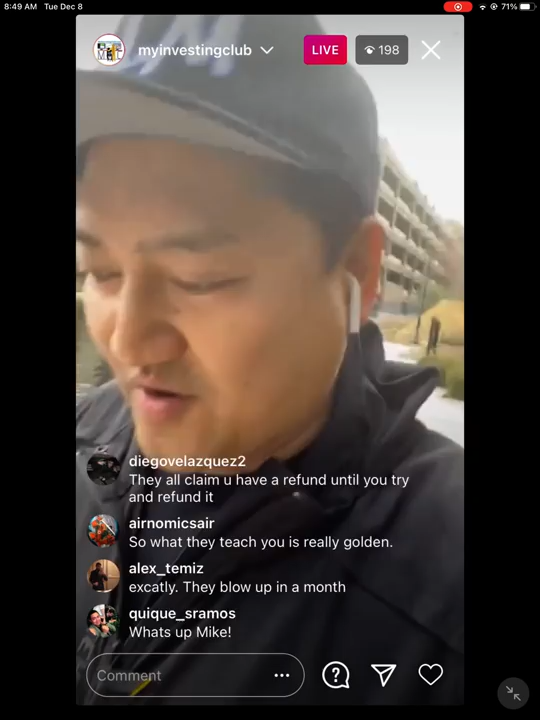 8:49 AM Tue Dec 8
71%
myinvestingclub
LIVE
198
diegovelazquez2
They all claim u have a refund until you try
and refund it
airnomicsair
So what they teach you is really golden.
alex_temiz
excatly. They blow up in a month
quique_sramos
Whats up Mike!
Comment